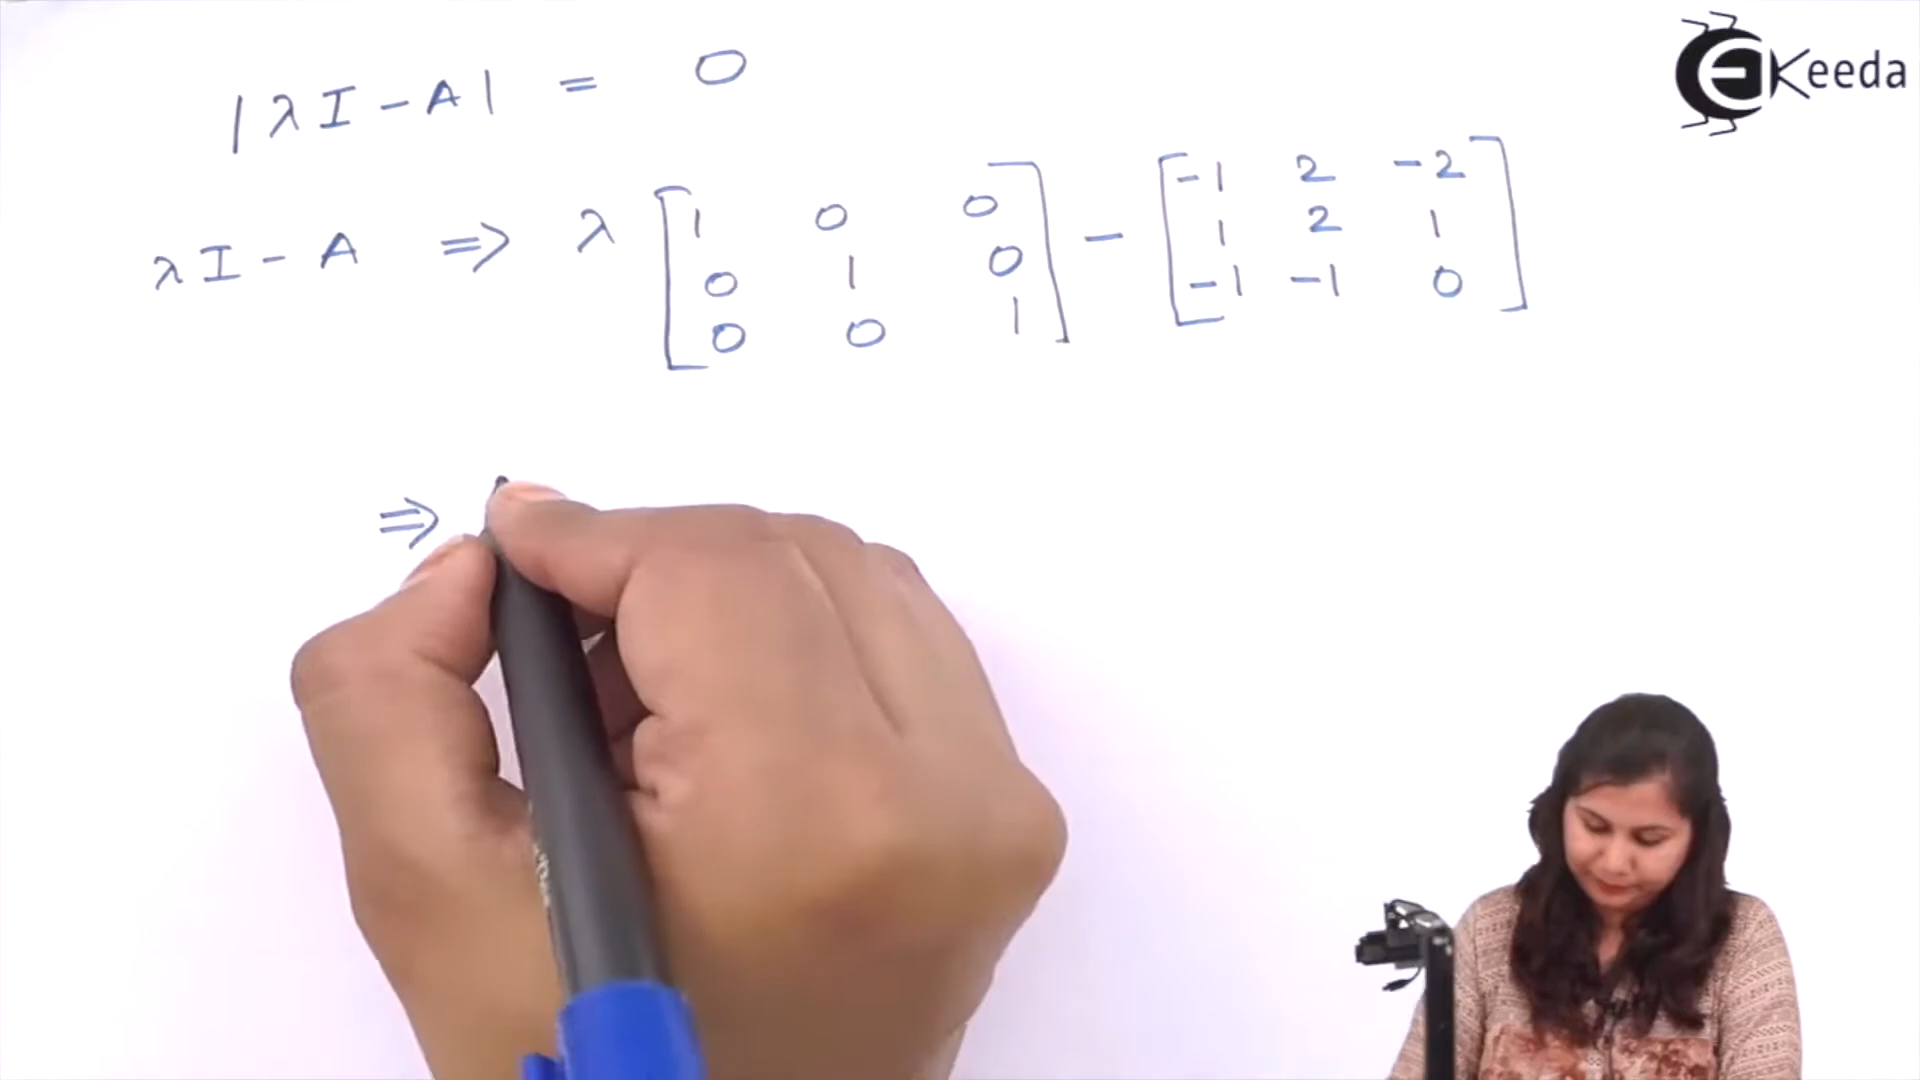 Keeda
|λI-A| = 0
λI-A ⇒ λ [1 0 0; 0 1 0; 0 0 1] - [-1 2 -2; 1 2 1; -1 -1 0]
⇒